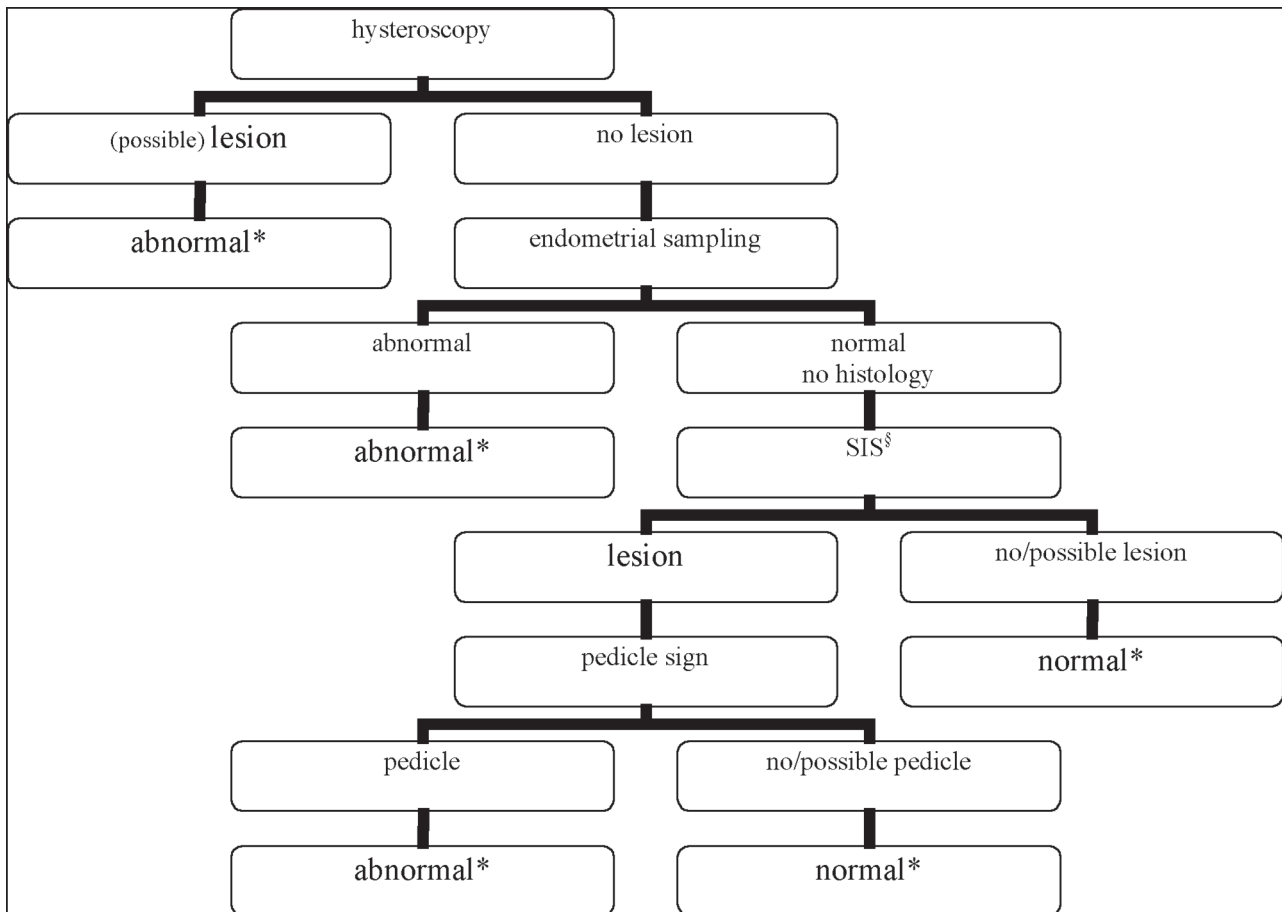 hysteroscopy
(possible) lesion
no lesion
abnormal*
endometrial sampling
abnormal
normal
no histology
abnormal*
SIS§
lesion
no/possible lesion
pedicle sign
normal*
pedicle
no/possible pedicle
abnormal*
normal*